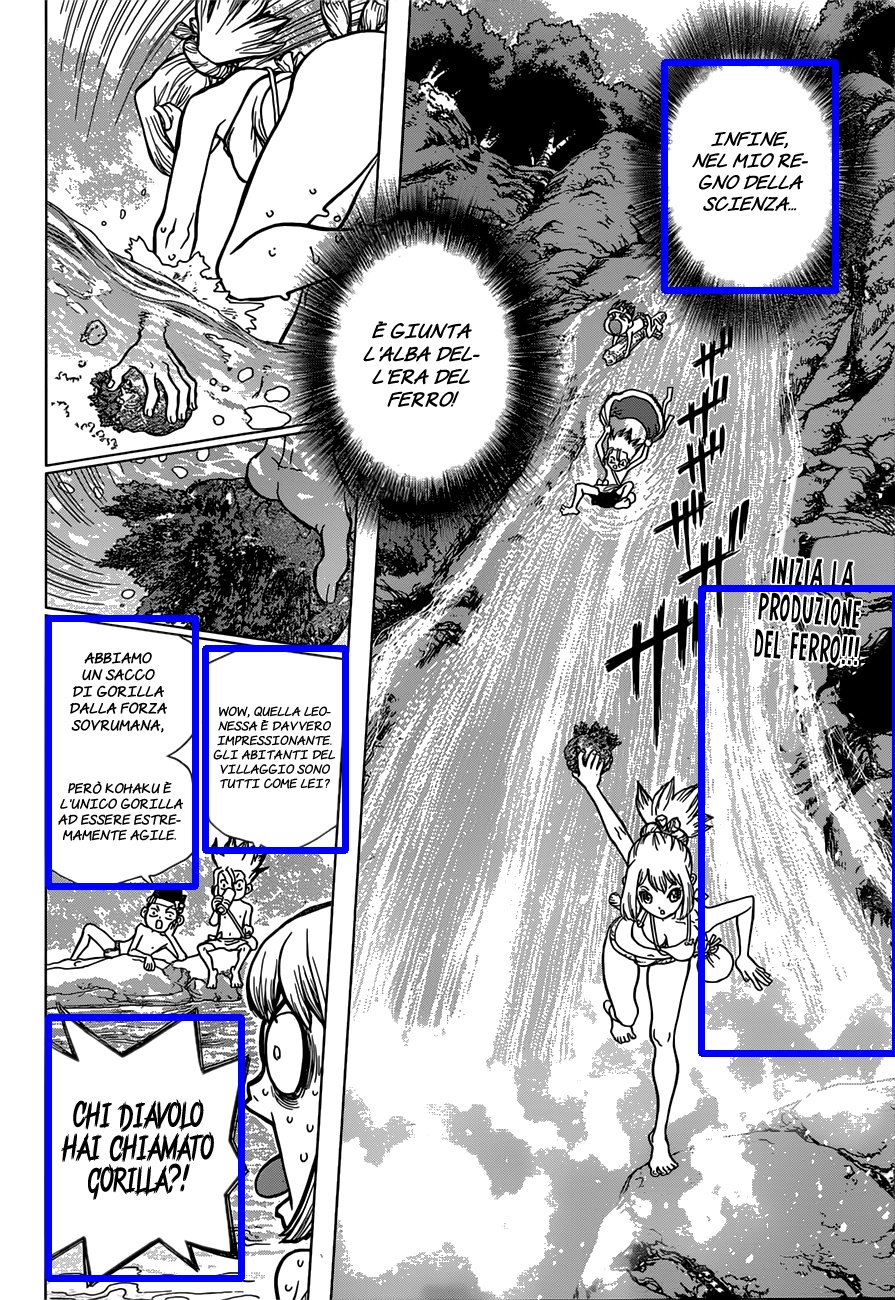 INFINE,
NEL MIO RE-
GNO DELLA
SCIENZA...
È GIUNTA
L'ALBA DEL-
L'ERA DEL
FERRO!
INIZIA LA
PRODUZIONE
DEL FERRO!!!
WOW, QUELLA LEO-
NESSA È DAVVERO
IMPRESSIONANTE.
GLI ABITANTI DEL
VILLAGGIO SONO
TUTTI COME LEI?
ABBIAMO
UN SACCO
DI GORILLA
DALLA FORZA
SOVRUMANA,
PERÒ KOHAKU È
L'UNICO GORILLA
AD ESSERE ESTRE-
MAMENTE AGILE.
CHI DIAVOLO
HAI CHIAMATO
GORILLA?!